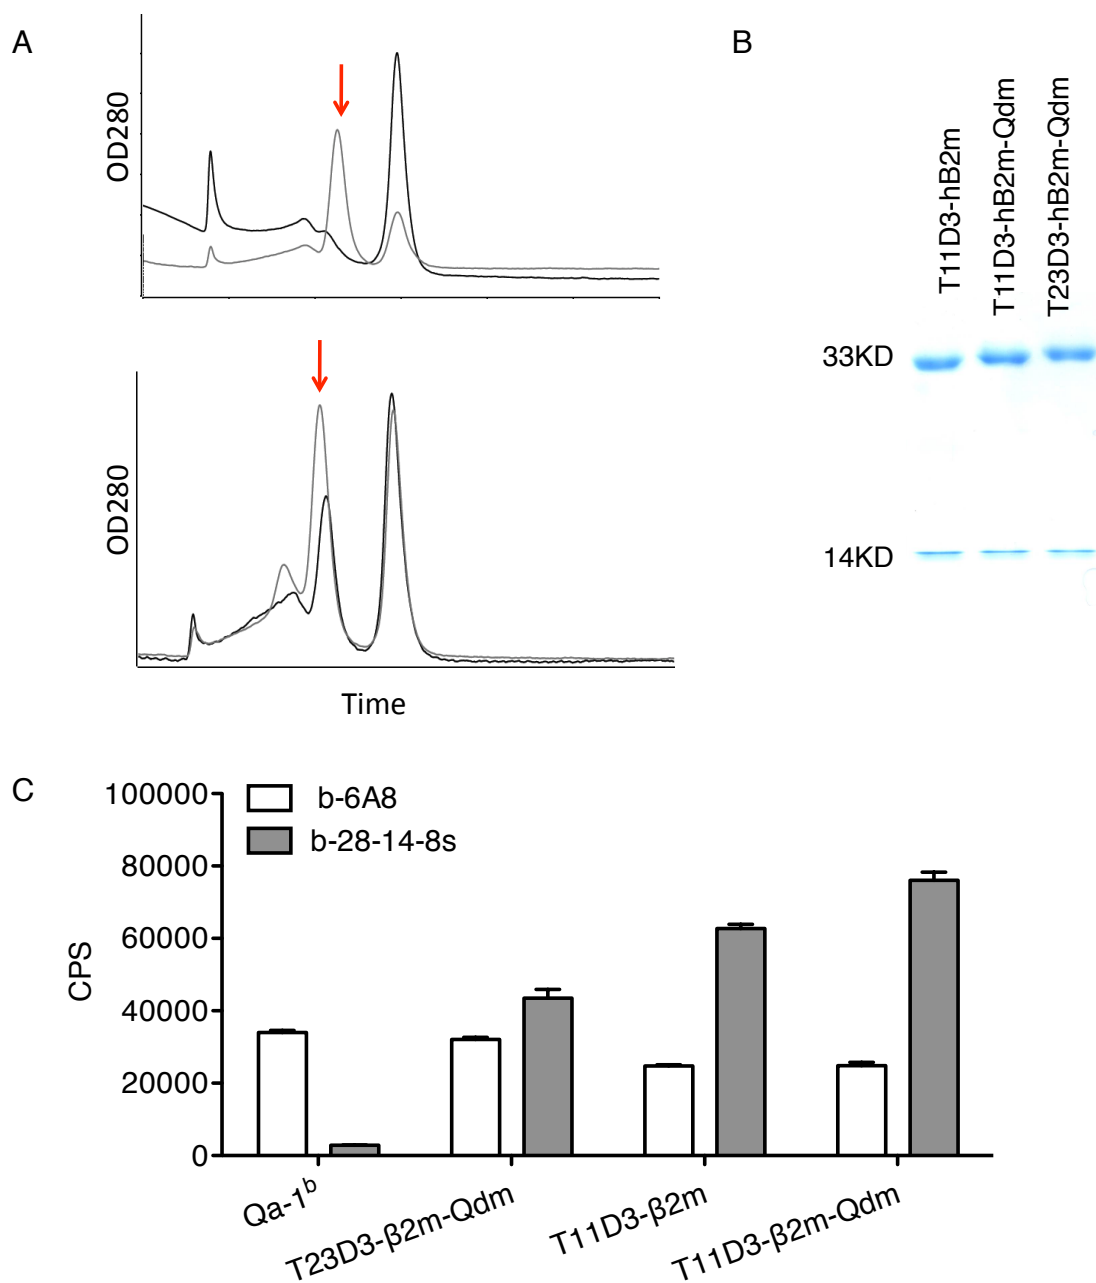 A
OD280
OD280
Time
B
T11D3-hB2m
T11D3-hB2m-Qdm
T23D3-hB2m-Qdm
33KD
14KD
C
b-6A8
b-28-14-8s
CPS
100000
80000
60000
40000
20000
0
Qa-1ᵇ
T23D3-β2m-Qdm
T11D3-β2m
T11D3-β2m-Qdm